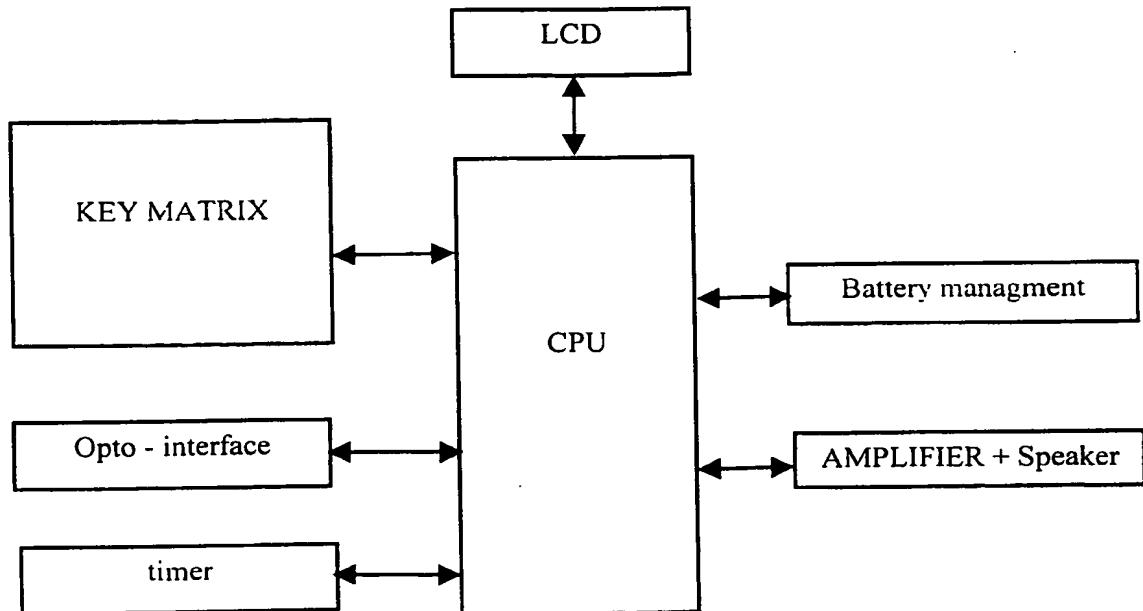 LCD
KEY MATRIX
Battery managment
CPU
Opto - interface
AMPLIFIER + Speaker
timer